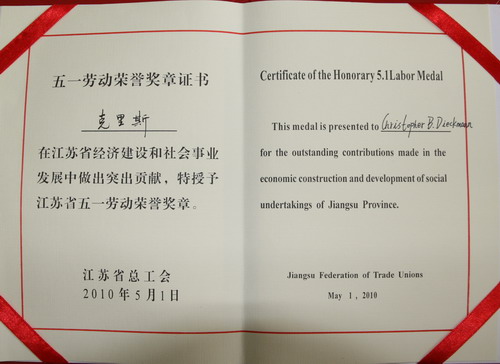 五一劳动荣誉奖章证书
克里斯
在江苏省经济建设和社会事业
发展中做出突出贡献，特授予
江苏省五一劳动荣誉奖章。
江苏省总工会
2010年5月1日
Certificate of the Honorary 5.1Labor Medal
This medal is presented to Christopher B. Dieckmann
for the outstanding contributions made in the
economic construction and development of social
undertakings of Jiangsu Province.
Jiangsu Federation of Trade Unions
May 1, 2010